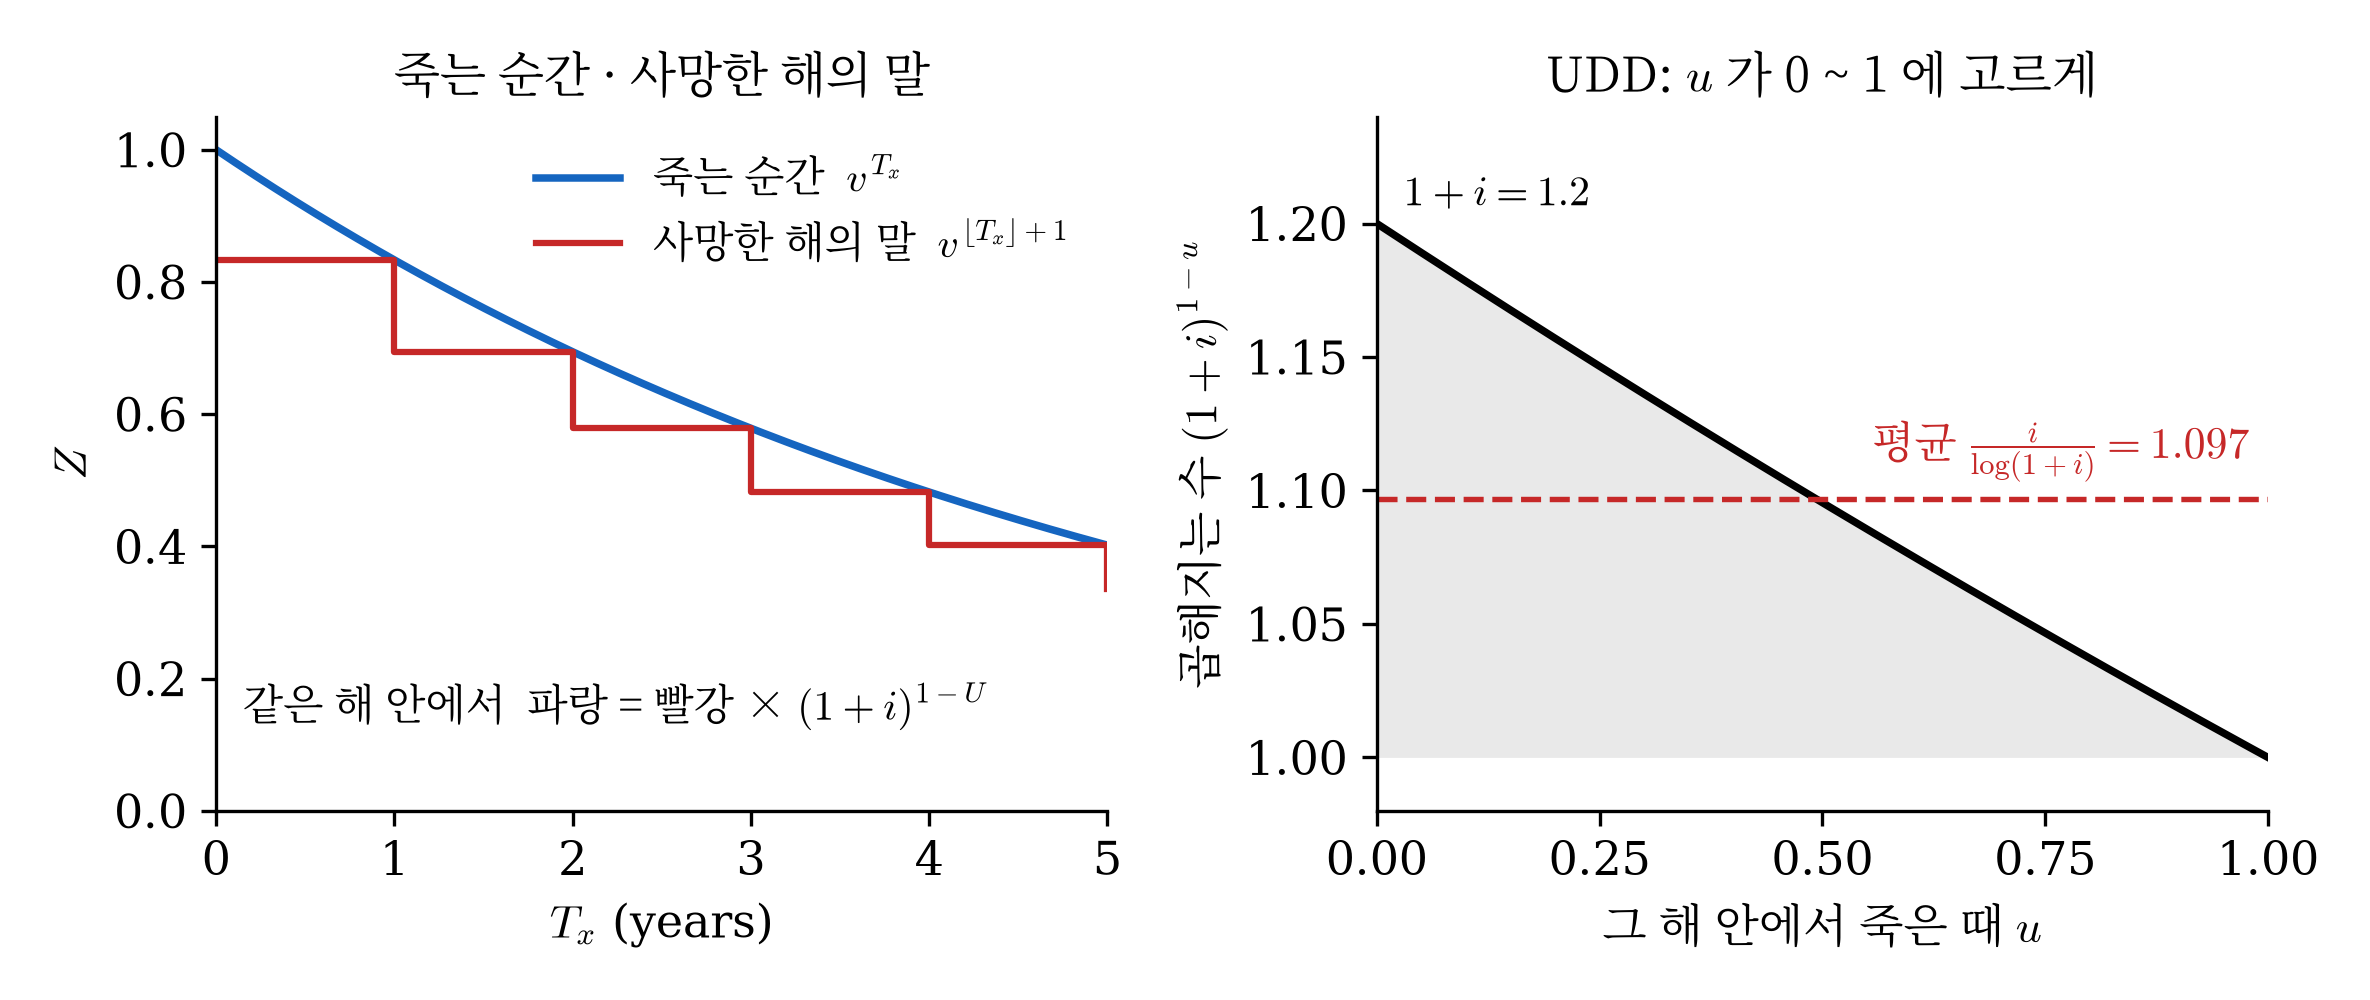 죽는 순간 · 사망한 해의 말
1.0
0.8
0.6
0.4
0.2
0.0
Z
죽는 순간 v^{T_x}
사망한 해의 말 v^{⌊T_x⌋+1}
같은 해 안에서 파랑 = 빨강 × (1 + i)^{1−U}
0 1 2 3 4 5
T_x (years)
UDD: u 가 0 ~ 1 에 고르게
곱해지는 수 (1 + i)^{1−u}
1.20
1.15
1.10
1.05
1.00
1 + i = 1.2
평균 \frac{i}{log(1+i)} = 1.097
0.00 0.25 0.50 0.75 1.00
그 해 안에서 죽은 때 u